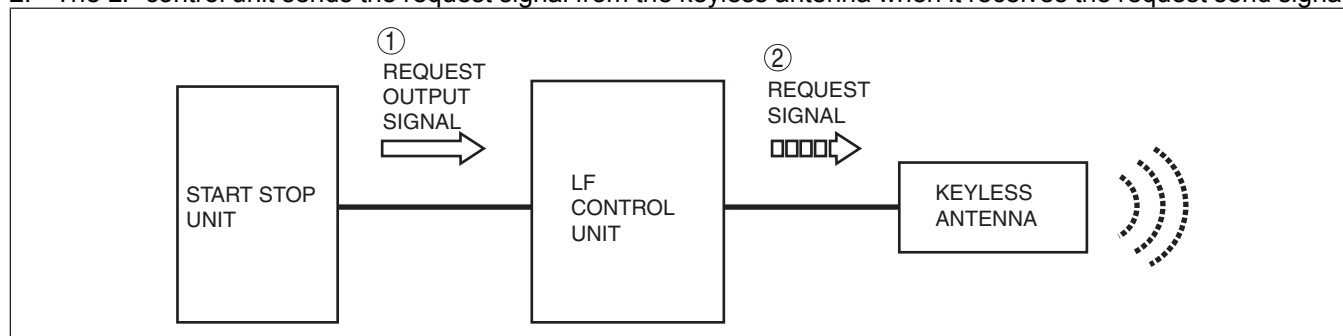 2. The LF control unit sends the request signal from the keyless antenna when it receives the request send signal
①
REQUEST
OUTPUT
SIGNAL
②
REQUEST
SIGNAL
START STOP
UNIT
LF
CONTROL
UNIT
KEYLESS
ANTENNA